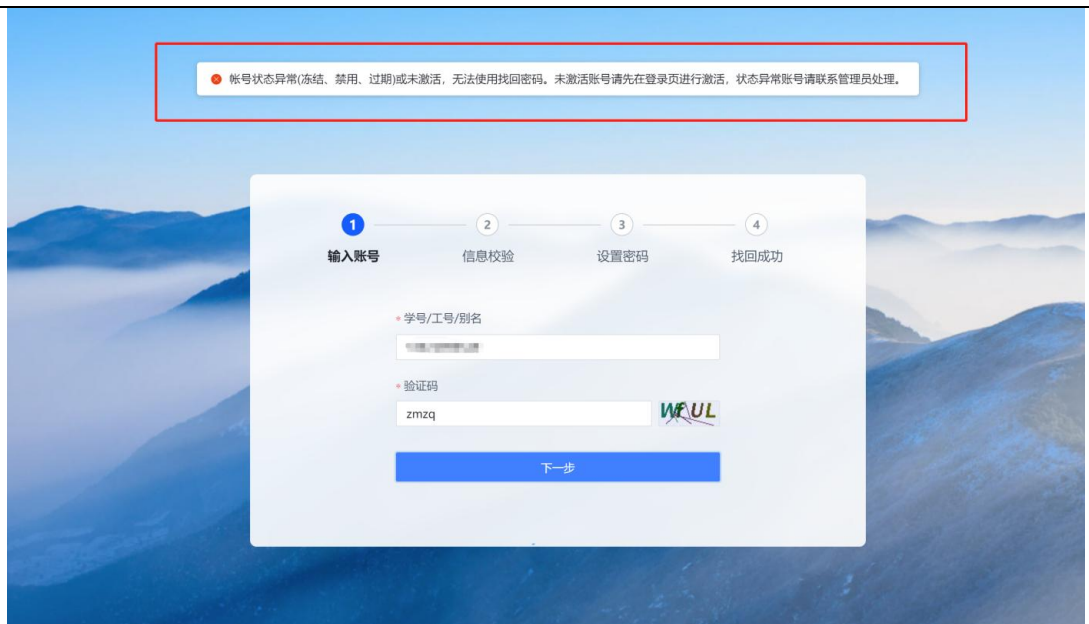 帐号状态异常(冻结、禁用、过期)或未激活，无法使用找回密码。未激活账号请先在登录页进行激活，状态异常账号请联系管理员处理。
1 2 3 4
输入账号 信息校验 设置密码 找回成功
* 学号/工号/别名
* 验证码
zmzq WfUL
下一步